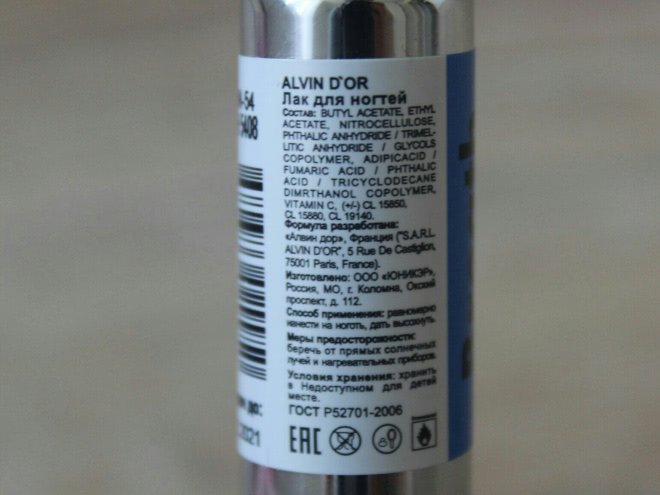 ALVIN D`OR
Лак для ногтей
Состав: BUTYL ACETATE, ETHYL
ACETATE, NITROCELLULOSE,
PHTHALIC ANHYDRIDE / TRIMEL-
LITIC ANHYDRIDE / GLYCOLS
COPOLYMER, ADIPICACID /
FUMARIC ACID / PHTHALIC
ACID / TRICYCLODECANE
DIMRTHANOL COPOLYMER,
VITAMIN C, (+/-) CL 15850,
CL 15880, CL 19140.
Формула разработана:
«Алвин дор», Франция ("S.A.R.L.
ALVIN D'OR", 5 Rue De Castiglion,
75001 Paris, France).
Изготовлено: ООО «ЮНИКЭР»,
Россия, МО, г. Коломна, Окский
проспект, д. 112.
Способ применения: равномерно
нанести на ноготь, дать высохнуть.
Меры предосторожности:
беречь от прямых солнечных
лучей и нагревательных приборов.
Условия хранения: хранить
в Недоступном для детей
месте.
ГОСТ Р52701-2006
EAC
-54
5408
до:
2021